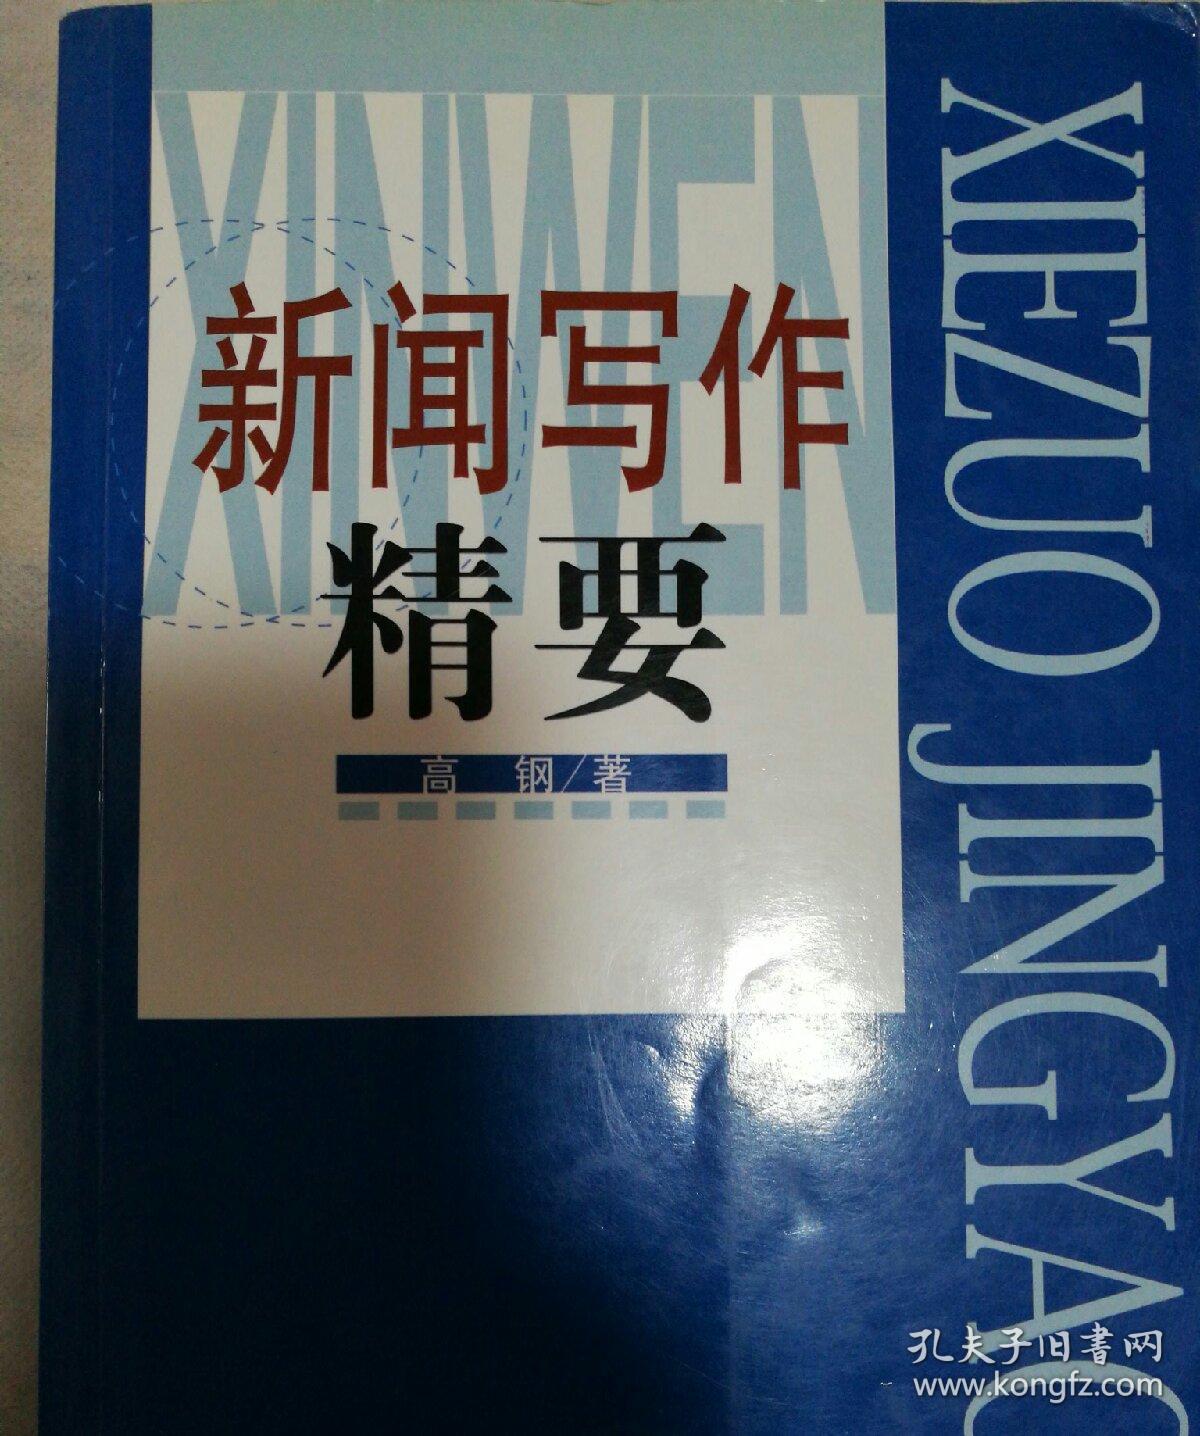 XINWEN
新闻写作
精要
高 钢/著
XIEZUO JINGYAO
孔夫子旧书网
www.kongfz.com